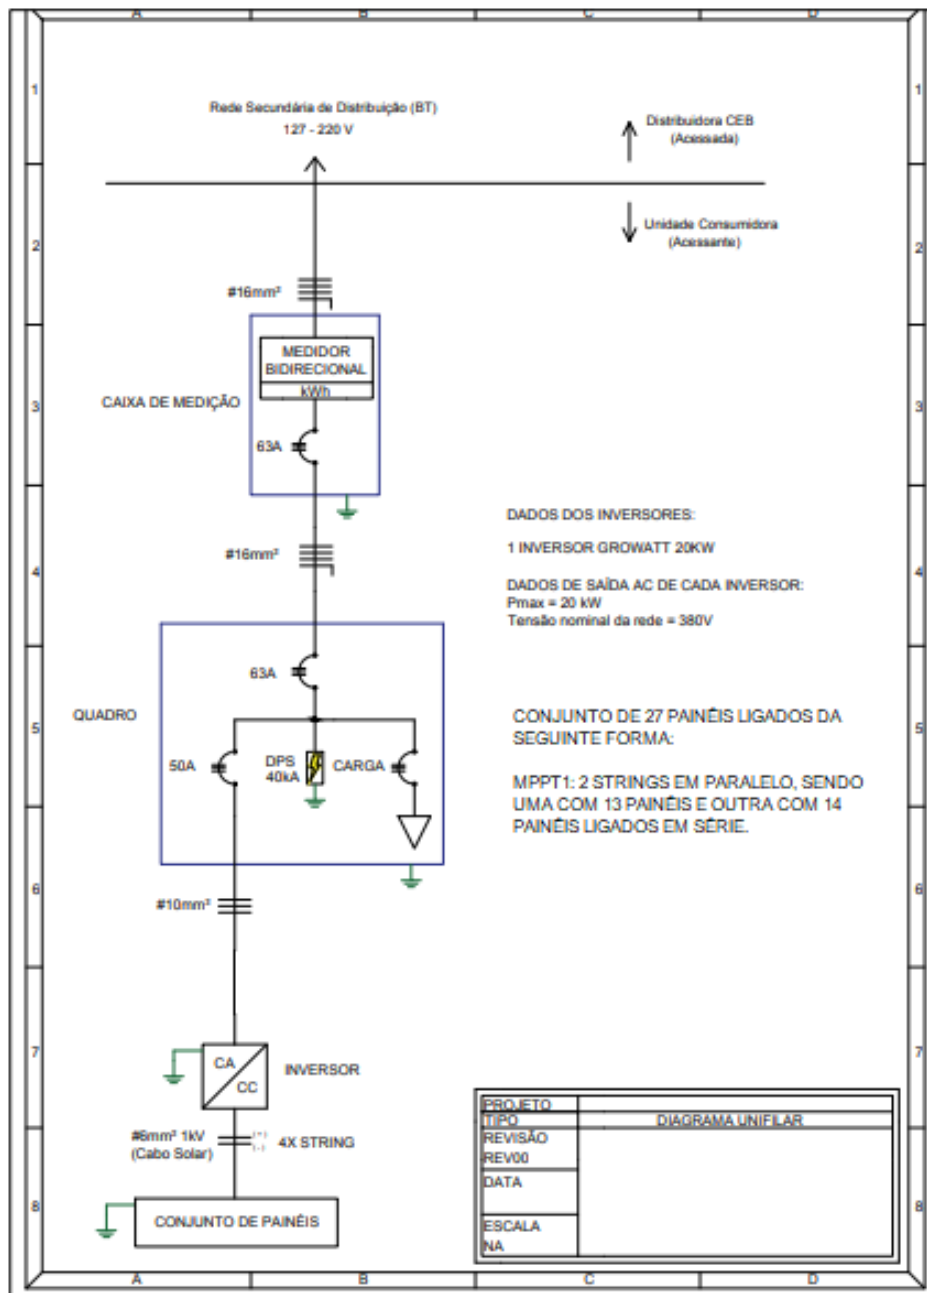 A B C D
1 1
Rede Secundária de Distribuição (BT)
127 - 220 V
Distribuidora CEB
(Acessada)
Unidade Consumidora
(Acessante)
2 2
#16mm²
MEDIDOR
BIDIRECIONAL
kWh
CAIXA DE MEDIÇÃO
3 3
63A
DADOS DOS INVERSORES:
1 INVERSOR GROWATT 20KW
#16mm²
4 4
DADOS DE SAÍDA AC DE CADA INVERSOR:
Pmax = 20 kW
Tensão nominal da rede = 380V
63A
QUADRO
5 5
CONJUNTO DE 27 PAINÉIS LIGADOS DA
SEGUINTE FORMA:
50A
DPS
40kA
CARGA
MPPT1: 2 STRINGS EM PARALELO, SENDO
UMA COM 13 PAINÉIS E OUTRA COM 14
PAINÉIS LIGADOS EM SÉRIE.
6 6
#10mm²
7 7
CA
CC
INVERSOR
#6mm² 1kV
(Cabo Solar)
(+)
(-)
4X STRING
8 8
CONJUNTO DE PAINÉIS
PROJETO
TIPO DIAGRAMA UNIFILAR
REVISÃO
REV00
DATA
ESCALA
NA
A B C D